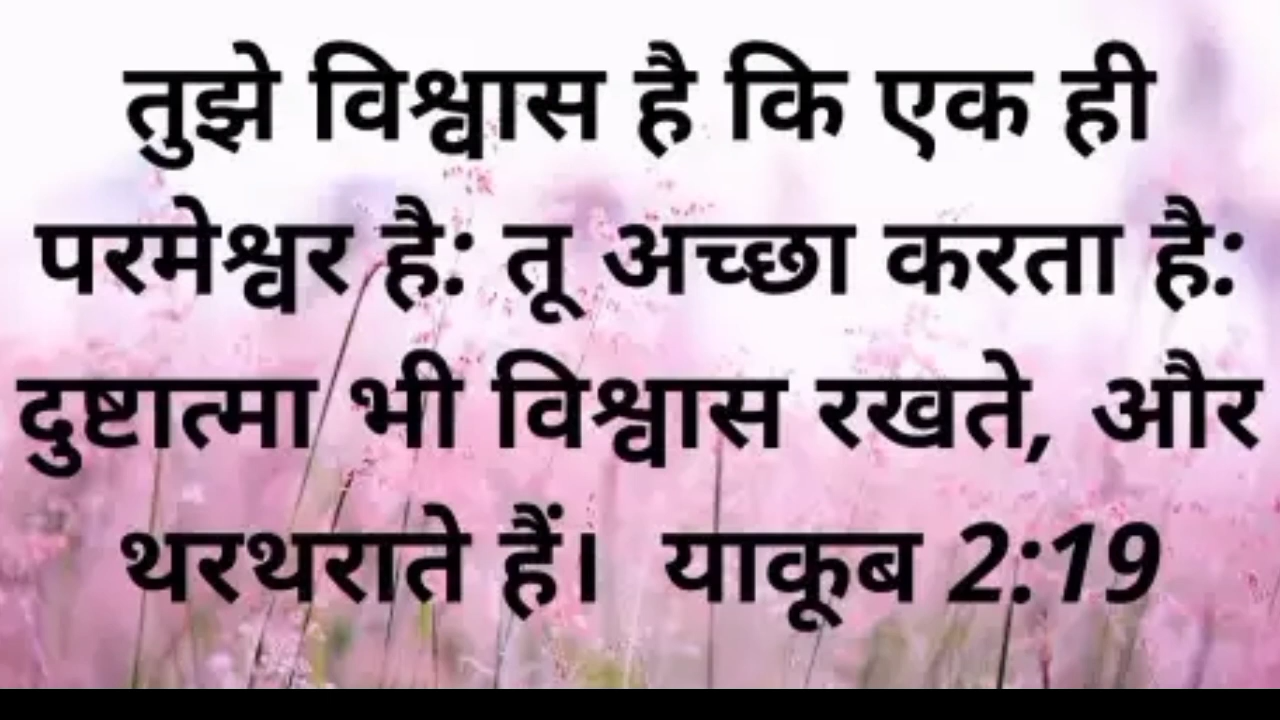 तुझे विश्वास है कि एक ही
परमेश्वर है: तू अच्छा करता है:
दुष्टात्मा भी विश्वास रखते, और
थरथराते हैं। याकूब 2:19